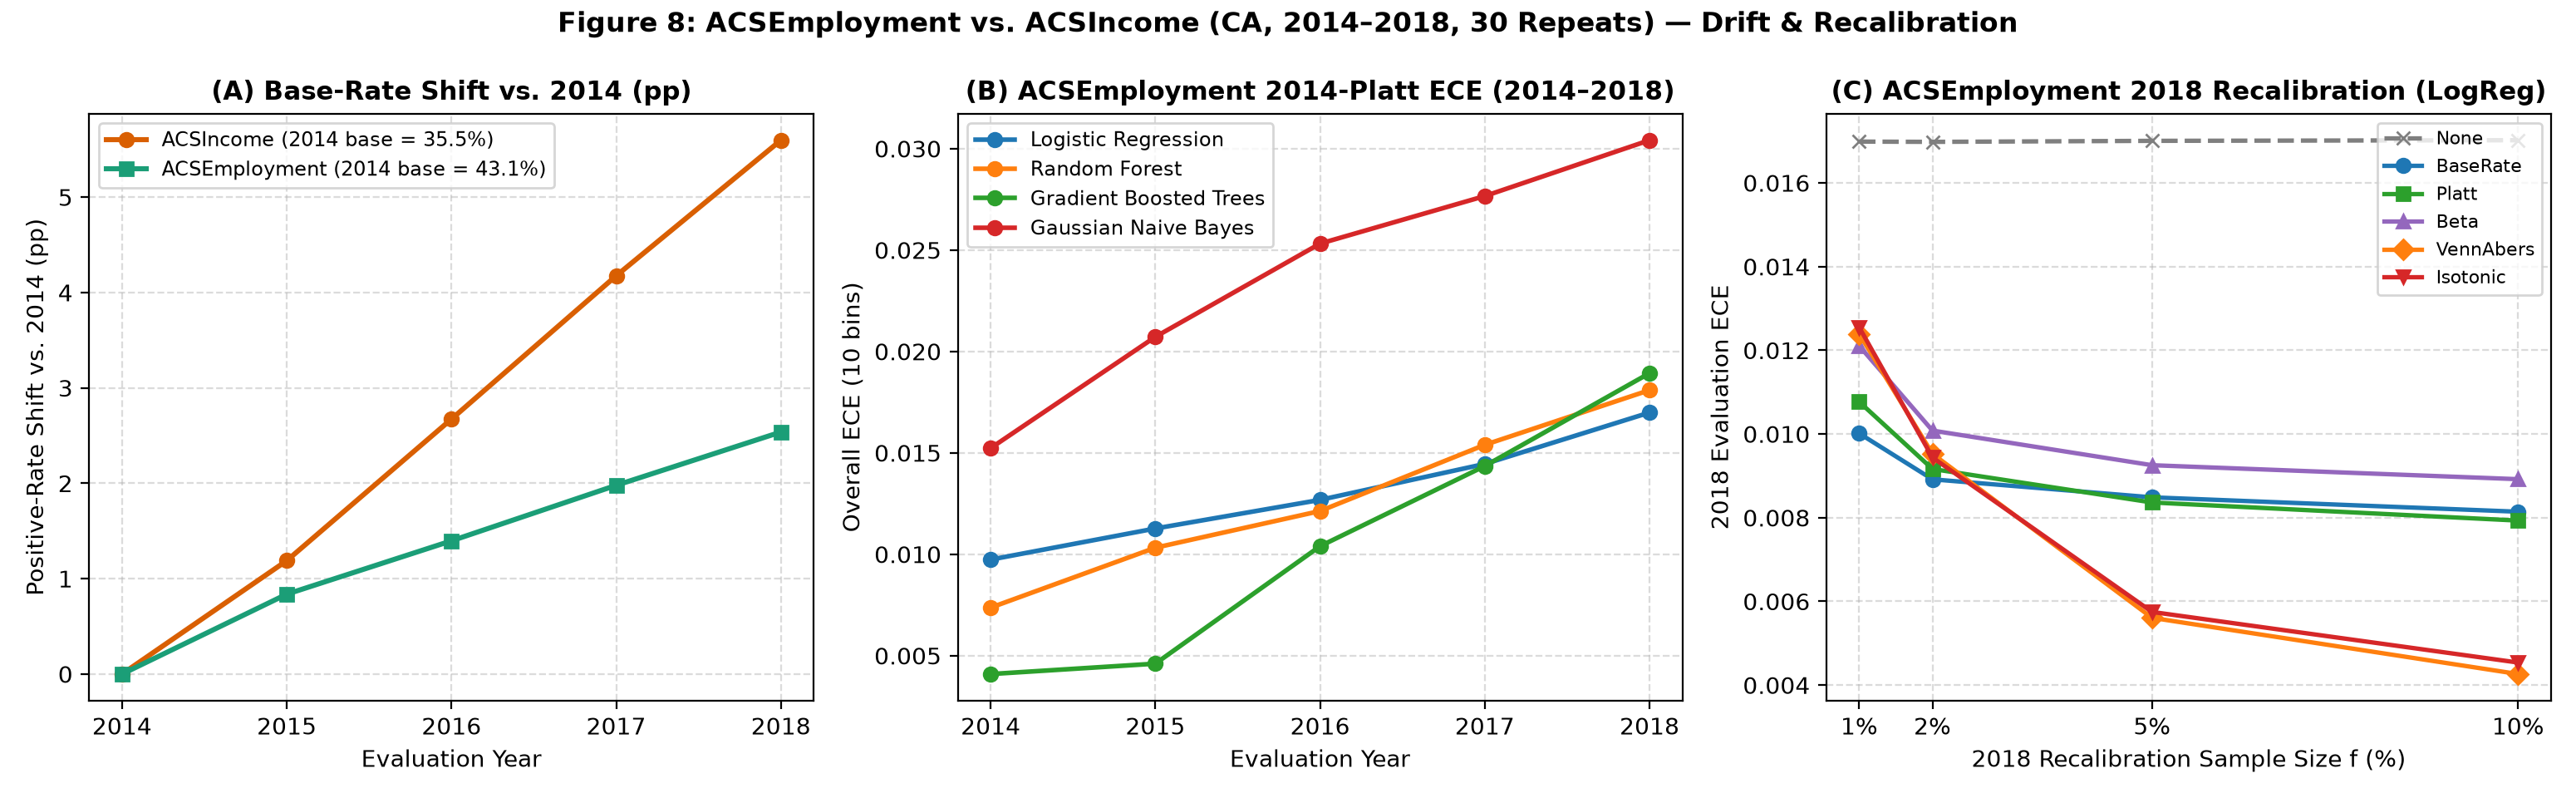 Figure 8: ACSEmployment vs. ACSIncome (CA, 2014–2018, 30 Repeats) — Drift & Recalibration
(A) Base-Rate Shift vs. 2014 (pp)
ACSIncome (2014 base = 35.5%)
ACSEmployment (2014 base = 43.1%)
Positive-Rate Shift vs. 2014 (pp)
5
4
3
2
1
0
2014
2015
2016
2017
2018
Evaluation Year
(B) ACSEmployment 2014-Platt ECE (2014–2018)
Logistic Regression
Random Forest
Gradient Boosted Trees
Gaussian Naive Bayes
Overall ECE (10 bins)
0.030
0.025
0.020
0.015
0.010
0.005
2014
2015
2016
2017
2018
Evaluation Year
(C) ACSEmployment 2018 Recalibration (LogReg)
None
BaseRate
Platt
Beta
VennAbers
Isotonic
2018 Evaluation ECE
0.016
0.014
0.012
0.010
0.008
0.006
0.004
1%
2%
5%
10%
2018 Recalibration Sample Size f (%)